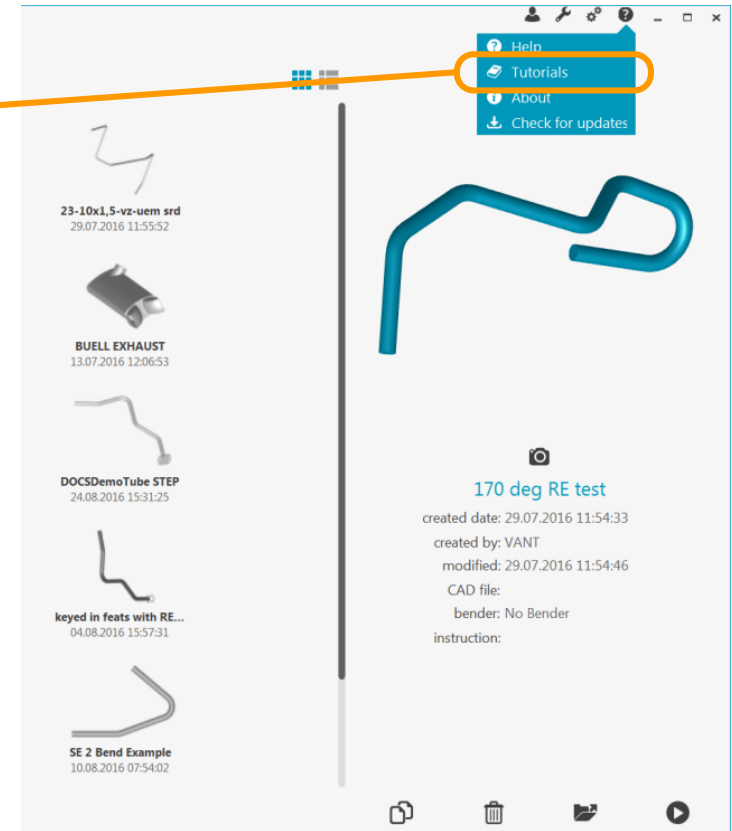 Help
Tutorials
About
Check for updates
23-10x1,5-vz-uem srd
29.07.2016 11:55:52
BUELL EXHAUST
13.07.2016 12:06:53
DOCSDemoTube STEP
24.08.2016 15:31:25
keyed in feats with RE...
04.08.2016 15:57:31
SE 2 Bend Example
10.08.2016 07:54:02
170 deg RE test
created date: 29.07.2016 11:54:33
created by: VANT
modified: 29.07.2016 11:54:46
CAD file:
bender: No Bender
instruction: